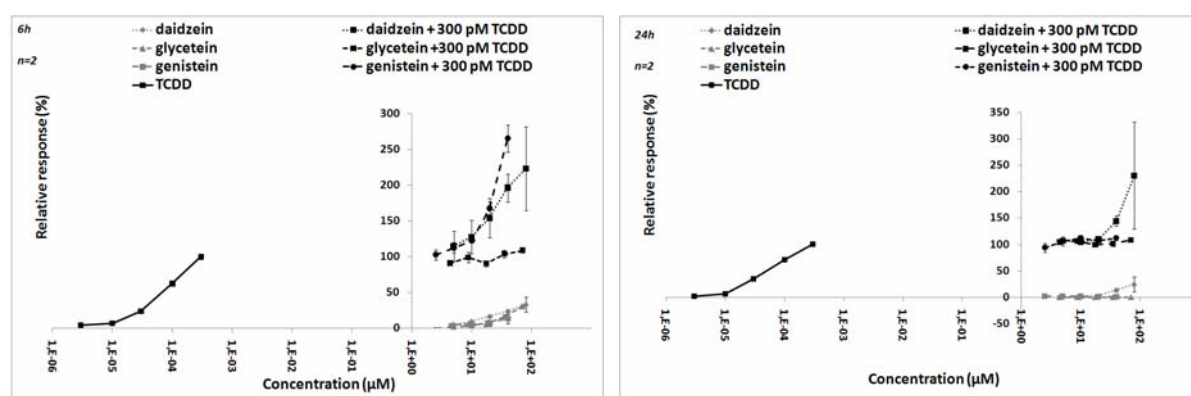 6h
n=2
daidzein
glycetein
genistein
TCDD
daidzein + 300 pM TCDD
glycetein +300 pM TCDD
genistein + 300 pM TCDD
Relative response (%)
300
250
200
150
100
50
0
1,E-06
1,E-05
1,E-04
1,E-03
1,E-02
1,E-01
1,E+00
1,E+01
1,E+02
Concentration (µM)
24h
n=2
daidzein
glycetein
genistein
TCDD
daidzein + 300 pM TCDD
glycetein +300 pM TCDD
genistein + 300 pM TCDD
Relative response (%)
350
300
250
200
150
100
50
0
-50
1,E-06
1,E-05
1,E-04
1,E-03
1,E-02
1,E-01
1,E+00
1,E+01
1,E+02
Concentration (µM)